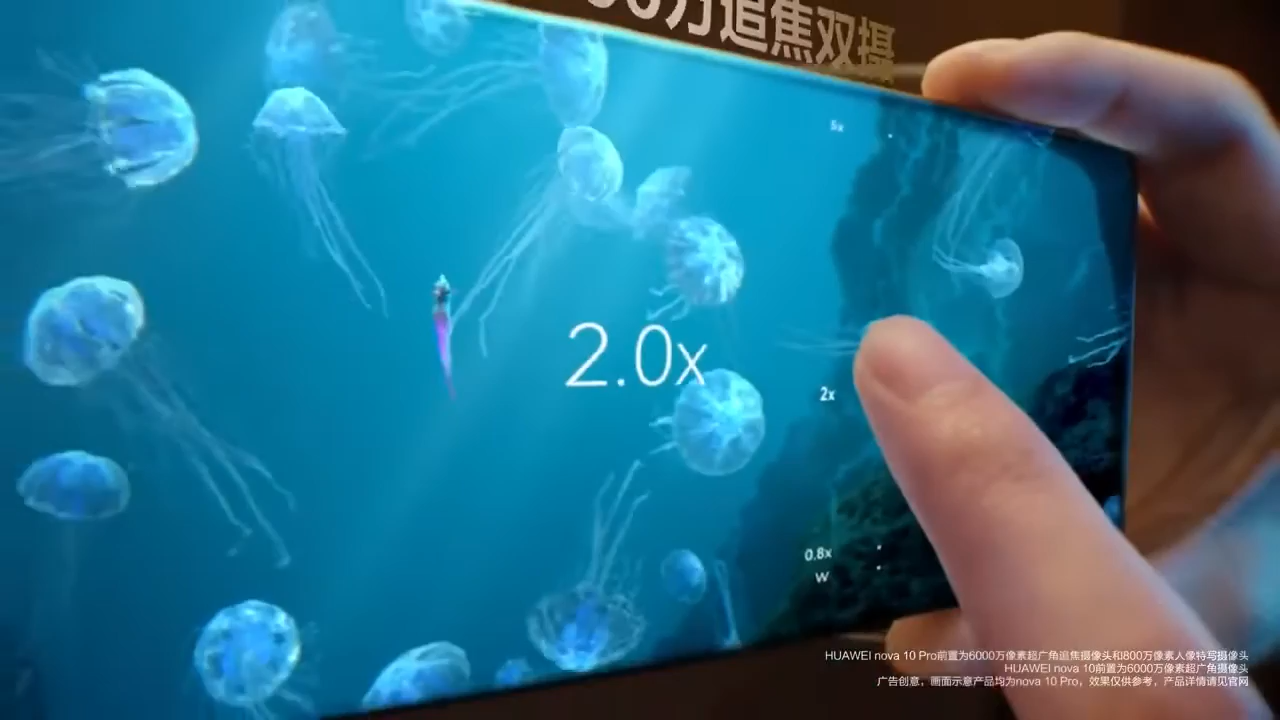 万追焦双摄
5x
2.0x
2x
0.8x
W
HUAWEI nova 10 Pro前置为6000万像素超广角追焦摄像头和800万像素人像特写摄像头
HUAWEI nova 10前置为6000万像素超广角摄像头
广告创意，画面示意产品均为nova 10 Pro，效果仅供参考，产品详情请见官网